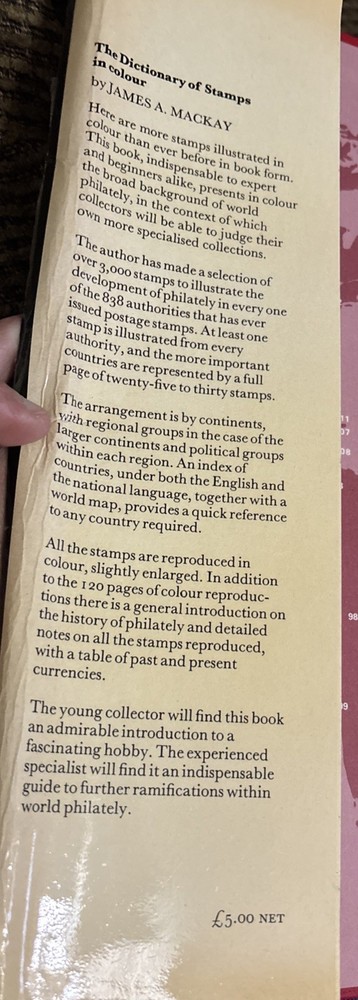 The Dictionary of Stamps
in colour
by JAMES A. MACKAY
Here are more stamps illustrated in
colour than ever before in book form.
This book, indispensable to expert
and beginners alike, presents in colour
the broad background of world
philately, in the context of which
collectors will be able to judge their
own more specialised collections.
The author has made a selection of
over 3,000 stamps to illustrate the
development of philately in every one
of the 838 authorities that has ever
issued postage stamps. At least one
stamp is illustrated from every
authority, and the more important
countries are represented by a full
page of twenty-five to thirty stamps.
The arrangement is by continents,
with regional groups in the case of the
larger continents and political groups
within each region. An index of
countries, under both the English and
the national language, together with a
world map, provides a quick reference
to any country required.
All the stamps are reproduced in
colour, slightly enlarged. In addition
to the 120 pages of colour reproduc-
tions there is a general introduction on
the history of philately and detailed
notes on all the stamps reproduced,
with a table of past and present
currencies.
The young collector will find this book
an admirable introduction to a
fascinating hobby. The experienced
specialist will find it an indispensable
guide to further ramifications within
world philately.
£5.00 NET
98